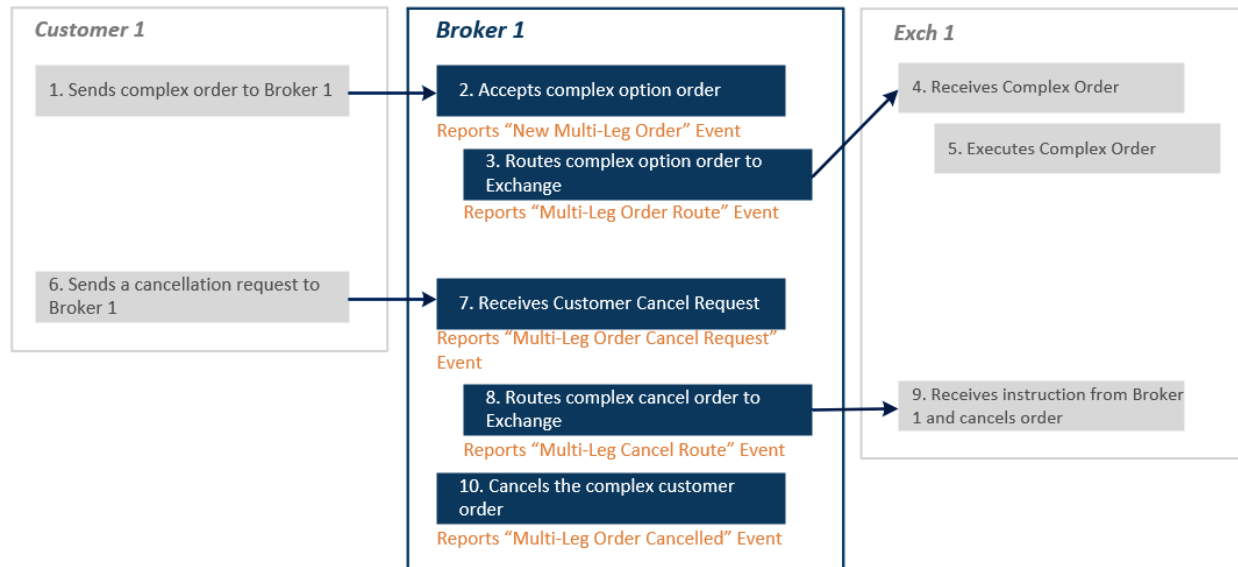 Customer 1
1. Sends complex order to Broker 1
6. Sends a cancellation request to
Broker 1
Broker 1
2. Accepts complex option order
Reports “New Multi-Leg Order” Event
3. Routes complex option order to
Exchange
Reports “Multi-Leg Order Route” Event
7. Receives Customer Cancel Request
Reports “Multi-Leg Order Cancel Request”
Event
8. Routes complex cancel order to
Exchange
Reports “Multi-Leg Cancel Route” Event
10. Cancels the complex customer
order
Reports “Multi-Leg Order Cancelled” Event
Exch 1
4. Receives Complex Order
5. Executes Complex Order
9. Receives instruction from Broker
1 and cancels order